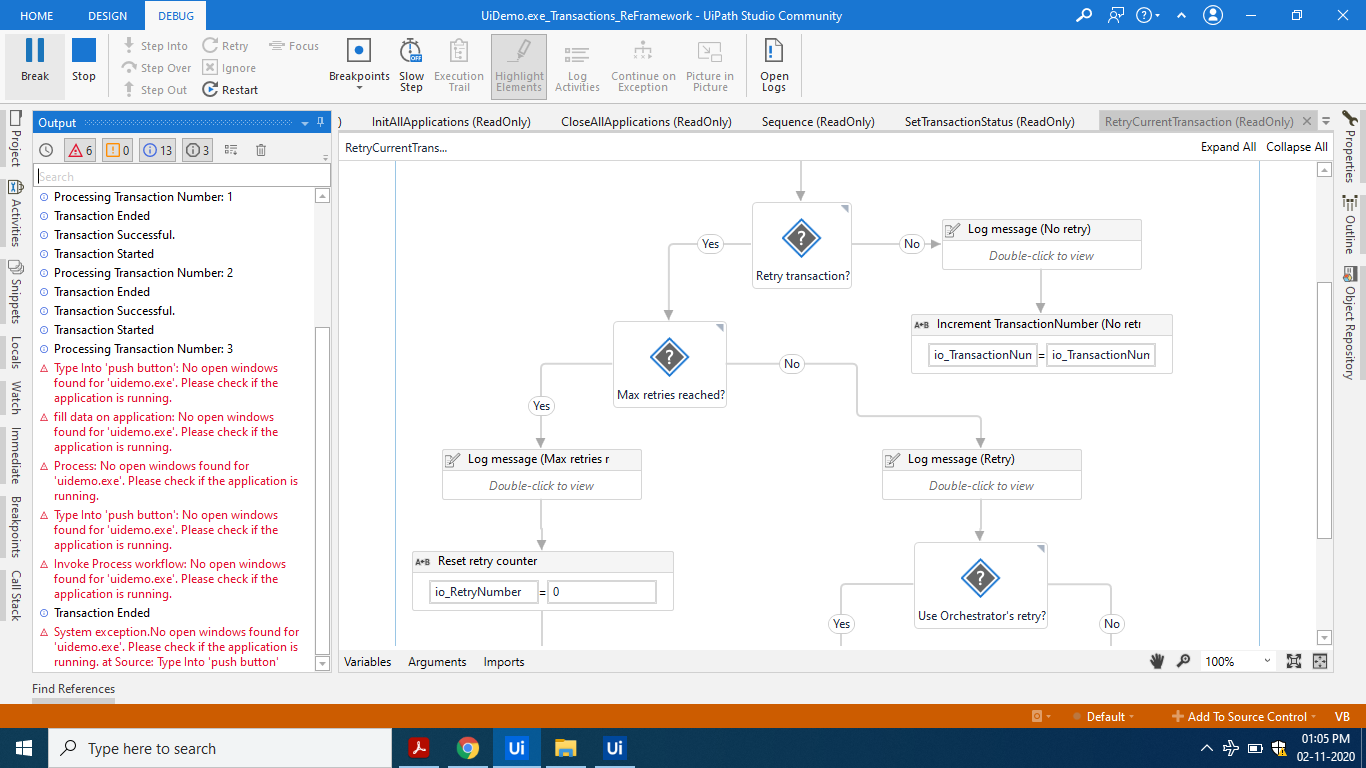 HOME DESIGN DEBUG UiDemo.exe_Transactions_ReFramework - UiPath Studio Community
Break
Stop
Step Into
Step Over
Step Out
Retry
Ignore
Restart
Focus
Breakpoints
Slow
Step
Execution
Trail
Highlight
Elements
Log
Activities
Continue on
Exception
Picture in
Picture
Open
Logs
Project
Activities
Snippets
Locals
Watch
Immediate
Breakpoints
Call Stack
Output
6 0 13 3
Search
Processing Transaction Number: 1
Transaction Ended
Transaction Successful.
Transaction Started
Processing Transaction Number: 2
Transaction Ended
Transaction Successful.
Transaction Started
Processing Transaction Number: 3
Type Into 'push button': No open windows
found for 'uidemo.exe'. Please check if the
application is running.
fill data on application: No open windows
found for 'uidemo.exe'. Please check if the
application is running.
Process: No open windows found for
'uidemo.exe'. Please check if the application is
running.
Type Into 'push button': No open windows
found for 'uidemo.exe'. Please check if the
application is running.
Invoke Process workflow: No open windows
found for 'uidemo.exe'. Please check if the
application is running.
Transaction Ended
System exception.No open windows found for
'uidemo.exe'. Please check if the application is
running. at Source: Type Into 'push button'
Find References
) InitAllApplications (ReadOnly) CloseAllApplications (ReadOnly) Sequence (ReadOnly) SetTransactionStatus (ReadOnly) RetryCurrentTransaction (ReadOnly)
RetryCurrentTrans... Expand All Collapse All
Retry transaction?
Yes
No
Log message (No retry)
Double-click to view
A+B Increment TransactionNumber (No retr
io_TransactionNun = io_TransactionNun
Max retries reached?
Yes
No
Log message (Max retries r
Double-click to view
Log message (Retry)
Double-click to view
A+B Reset retry counter
io_RetryNumber = 0
Use Orchestrator's retry?
Yes
No
Variables Arguments Imports 100%
Properties
Outline
Object Repository
Default Add To Source Control VB
Type here to search
Ui
Ui
01:05 PM
02-11-2020